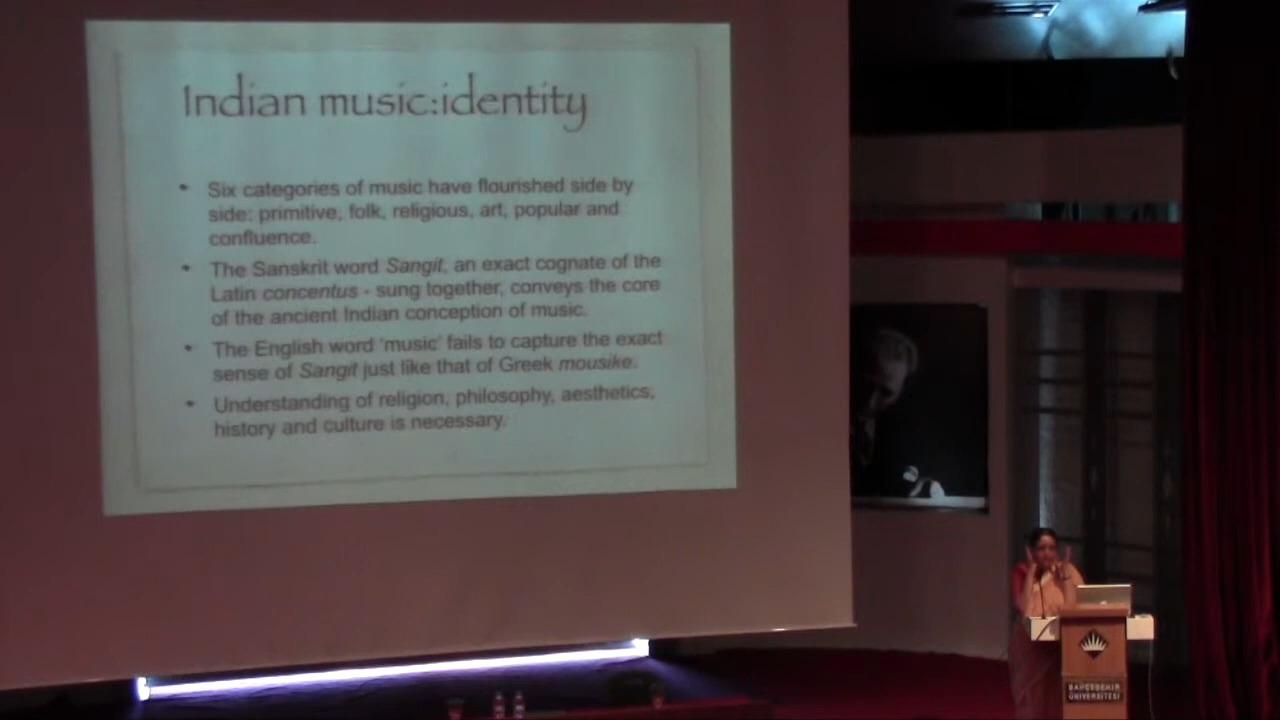 Indian music:identity
• Six categories of music have flourished side by
side: primitive, folk, religious, art, popular and
confluence.
• The Sanskrit word Sangit, an exact cognate of the
Latin concentus - sung together, conveys the core
of the ancient Indian conception of music.
• The English word 'music' fails to capture the exact
sense of Sangit just like that of Greek mousike.
• Understanding of religion, philosophy, aesthetics,
history and culture is necessary.
BAHÇEŞEHİR
ÜNİVERSİTESİ